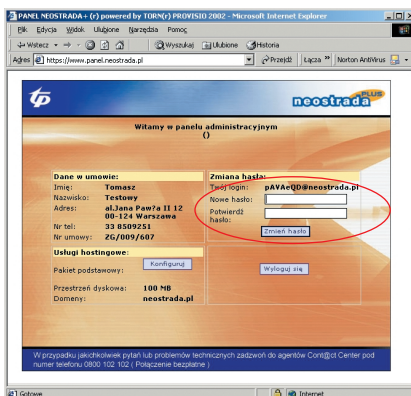 PANEL NEOSTRADA+ (r) powered by TORN(r) PROVISIO 2002 - Microsoft Internet Explorer
Plik Edycja Widok Ulubione Narzędzia Pomoc
Wstecz Wyszukaj Ulubione Historia
Adres https://www.panel.neostrada.pl Przejdź Łącza » Norton AntiVirus
tp neostrada PLUS
Witamy w panelu administracyjnym
()
Dane w umowie:
Imię: Tomasz
Nazwisko: Testowy
Adres: al.Jana Paw?a II 12
00-124 Warszawa
Nr tel: 33 8509251
Nr umowy: ZG/009/607
Usługi hostingowe:
Pakiet podstawowy: Konfiguruj
Przestrzeń dyskowa: 100 MB
Domeny: neostrada.pl
Zmiana hasła:
Twój login: pAVAeQD@neostrada.pl
Nowe hasło:
Potwierdź
hasło:
Zmień hasło
Wyloguj się
W przypadku jakichkolwiek pytań lub problemów technicznych zadzwoń do agentów Cont@ct Center pod
numer telefonu 0800 102 102 ( Połączenie bezpłatne )
Gotowe Internet